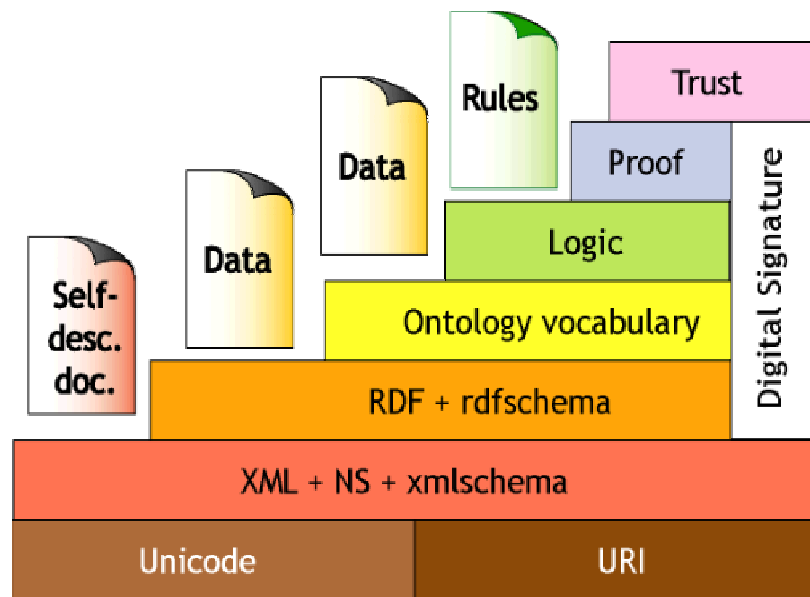 Rules
Trust
Data
Proof
Data
Logic
Self-
desc.
doc.
Ontology vocabulary
Digital Signature
RDF + rdfschema
XML + NS + xmlschema
Unicode
URI